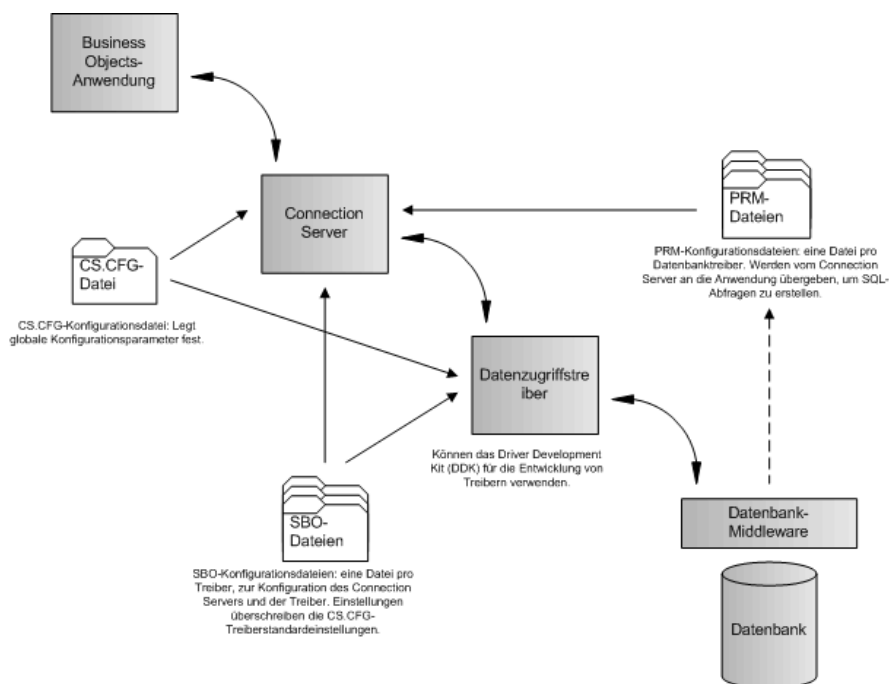 Business
Objects-
Anwendung
Connection
Server
PRM-
Dateien
PRM-Konfigurationsdateien: eine Datei pro
Datenbanktreiber. Werden vom Connection
Server an die Anwendung übergeben, um SQL-
Abfragen zu erstellen.
CS.CFG-
Datei
CS.CFG-Konfigurationsdatei: Legt
globale Konfigurationsparameter fest.
Datenzugriffstre
iber
Können das Driver Development
Kit (DDK) für die Entwicklung von
Treibern verwenden.
SBO-
Dateien
SBO-Konfigurationsdateien: eine Datei pro
Treiber, zur Konfiguration des Connection
Servers und der Treiber. Einstellungen
überschreiben die CS.CFG-
Treiberstandardeinstellungen.
Datenbank-
Middleware
Datenbank